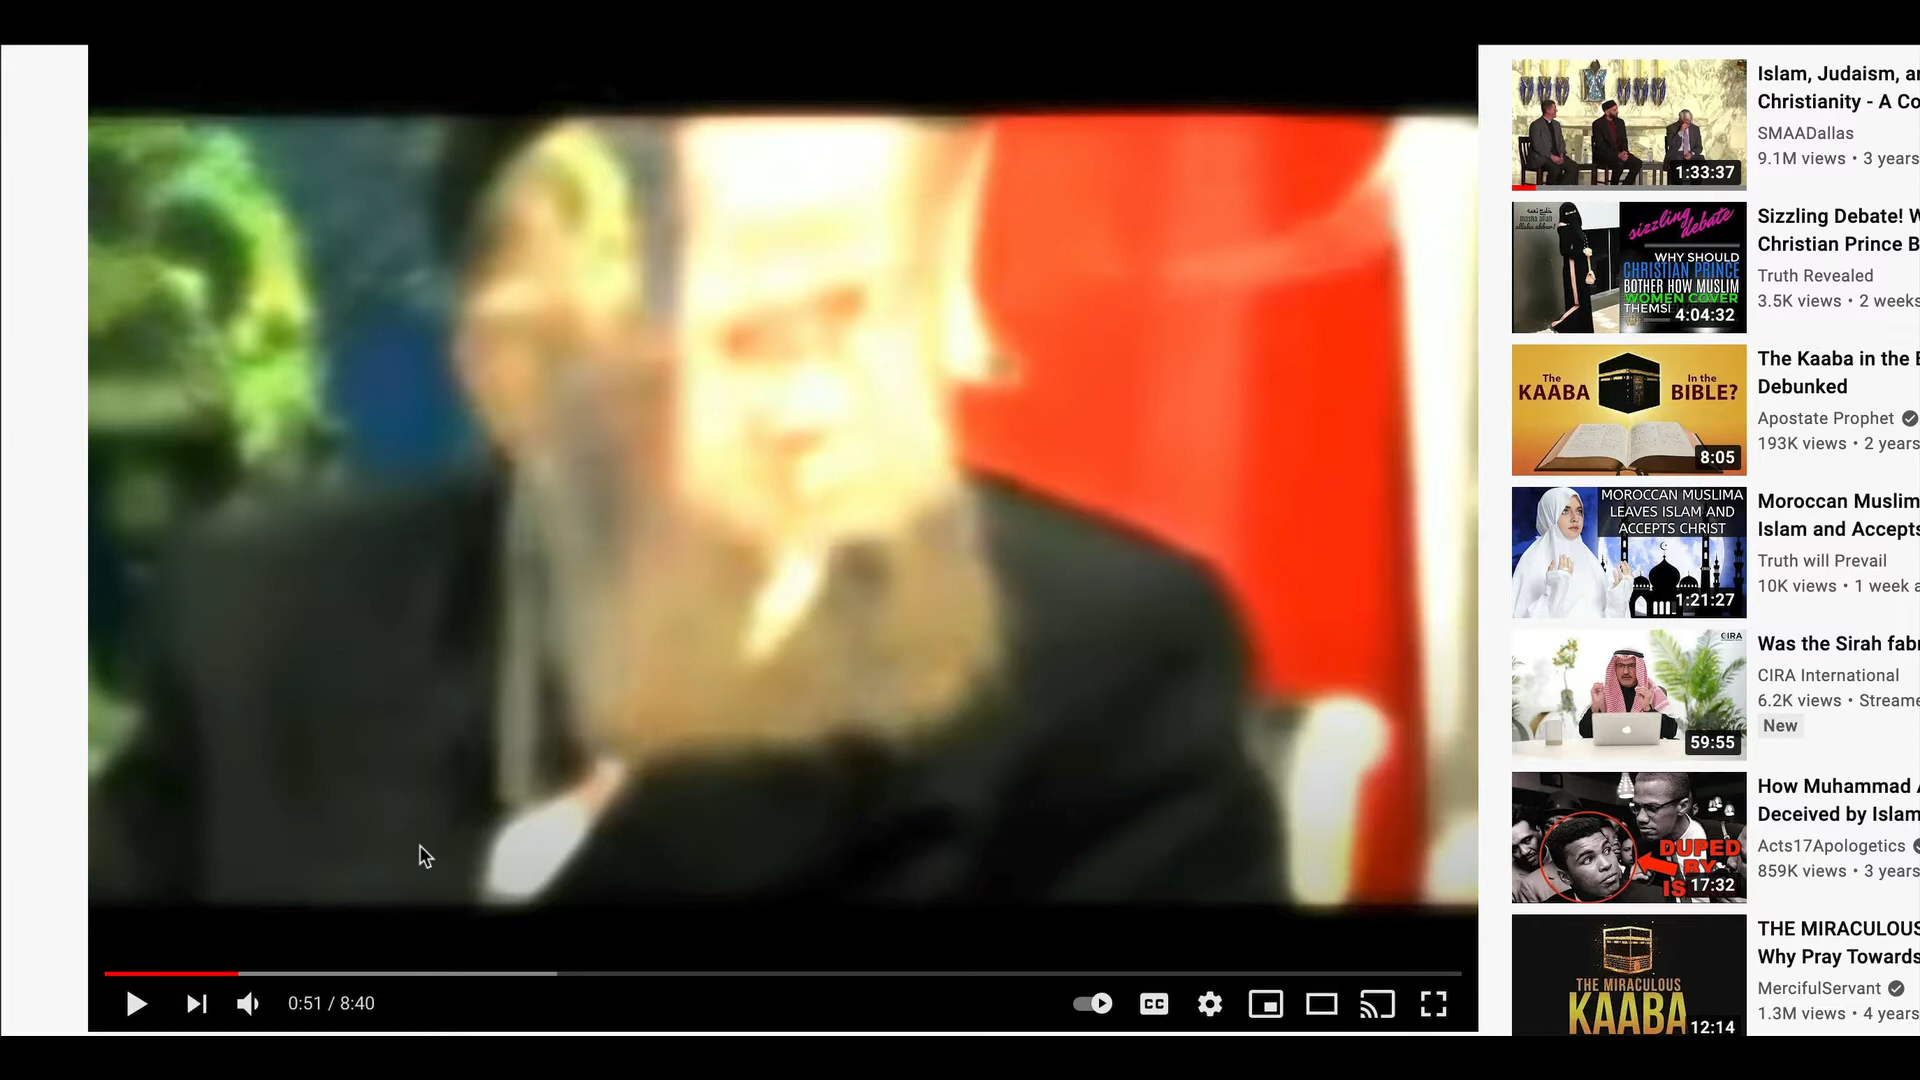 0:51 / 8:40
CC
Islam, Judaism, an
Christianity - A Co
SMAADallas
9.1M views • 3 years
1:33:37
sizzling
debate
WHY SHOULD
CHRISTIAN PRINCE
BOTHER HOW MUSLIM
WOMEN COVER
THEMS
4:04:32
Sizzling Debate! W
Christian Prince B
Truth Revealed
3.5K views • 2 weeks
The
KAABA
In the
BIBLE?
8:05
The Kaaba in the B
Debunked
Apostate Prophet
193K views • 2 years
MOROCCAN MUSLIMA
LEAVES ISLAM AND
ACCEPTS CHRIST
1:21:27
Moroccan Muslim
Islam and Accepts
Truth will Prevail
10K views • 1 week a
CIRA
59:55
Was the Sirah fabr
CIRA International
6.2K views • Streame
New
DUPED
BY
IS
17:32
How Muhammad A
Deceived by Islam
Acts17Apologetics
859K views • 3 years
THE MIRACULOUS
KAABA
12:14
THE MIRACULOUS
Why Pray Towards
MercifulServant
1.3M views • 4 years